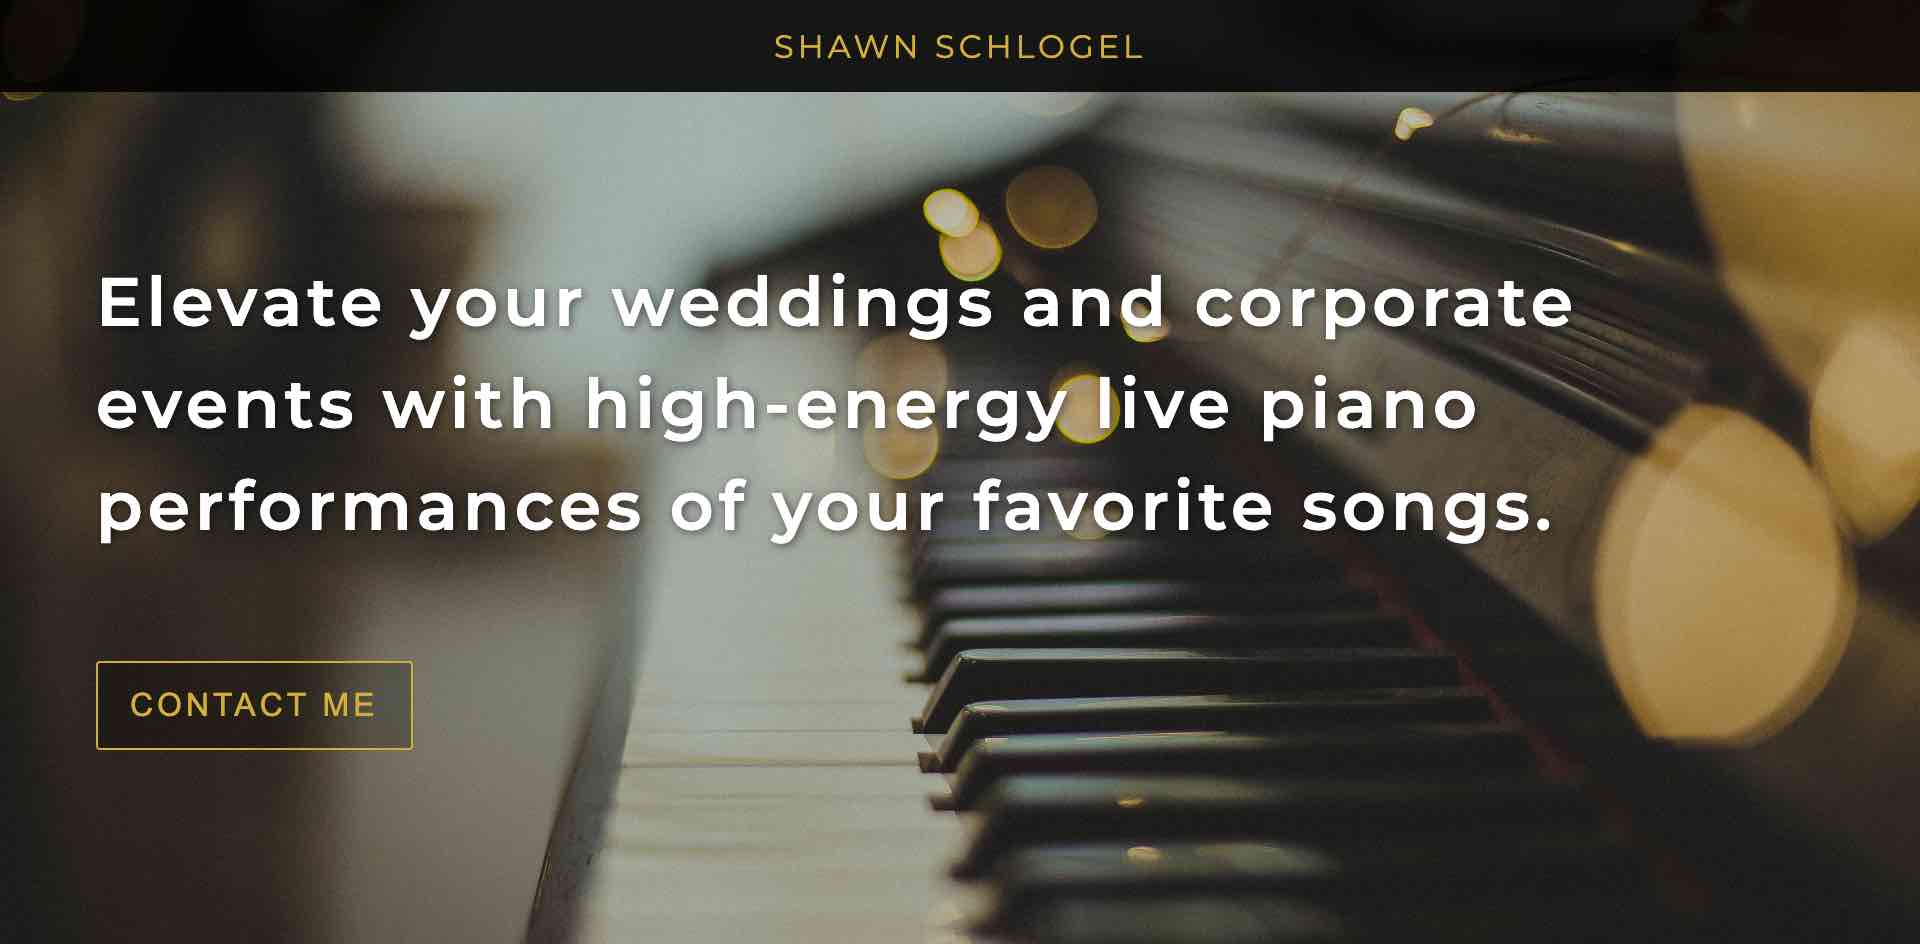 SHAWN SCHLOGEL
Elevate your weddings and corporate
events with high-energy live piano
performances of your favorite songs.
CONTACT ME